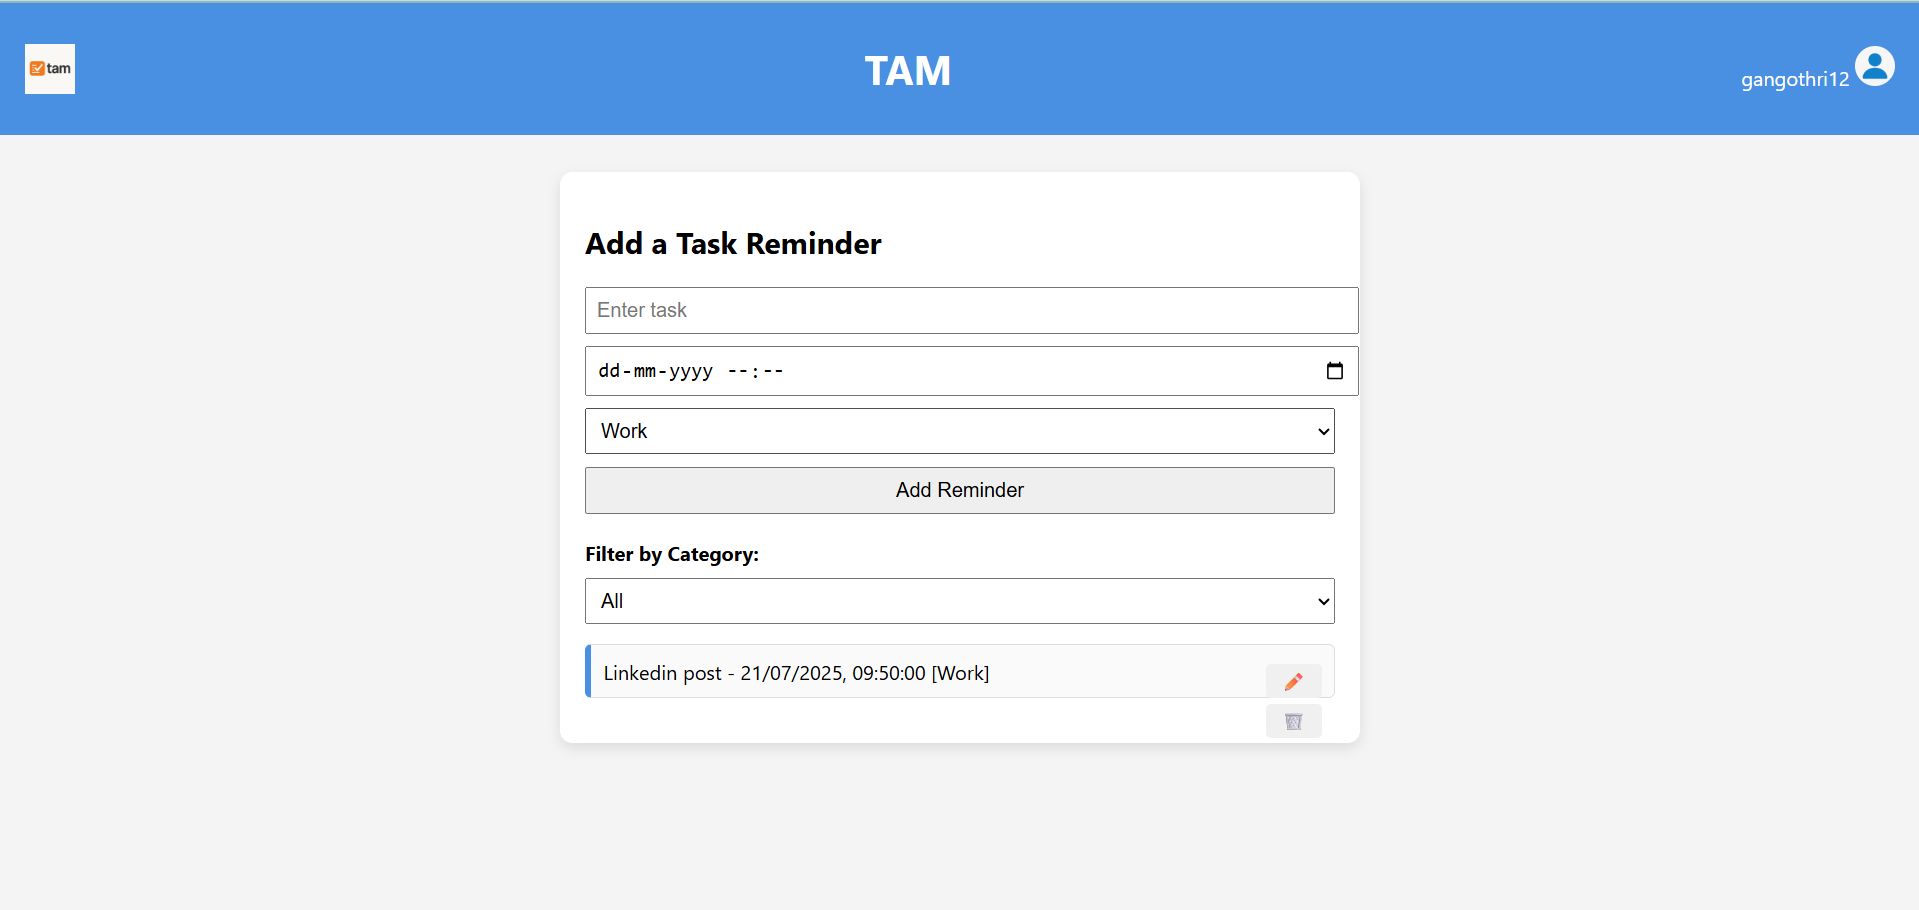 tam
TAM
gangothri12
Add a Task Reminder
Enter task
dd-mm-yyyy --:--
Work
Add Reminder
Filter by Category:
All
Linkedin post - 21/07/2025, 09:50:00 [Work]